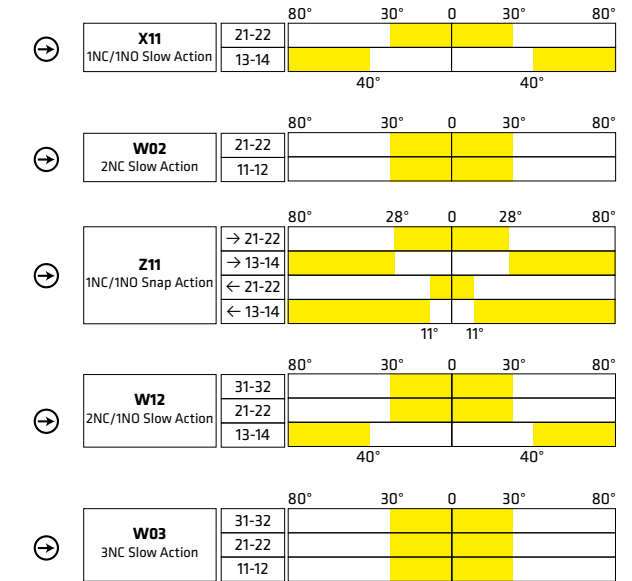 80° 30° 0 30° 80°
X11 21-22
1NC/1NO Slow Action 13-14
40° 40°
80° 30° 0 30° 80°
W02 21-22
2NC Slow Action 11-12
80° 28° 0 28° 80°
→ 21-22
Z11 → 13-14
1NC/1NO Snap Action ← 21-22
← 13-14
11° 11°
80° 30° 0 30° 80°
31-32
W12 21-22
2NC/1NO Slow Action 13-14
40° 40°
80° 30° 0 30° 80°
31-32
W03 21-22
3NC Slow Action 11-12